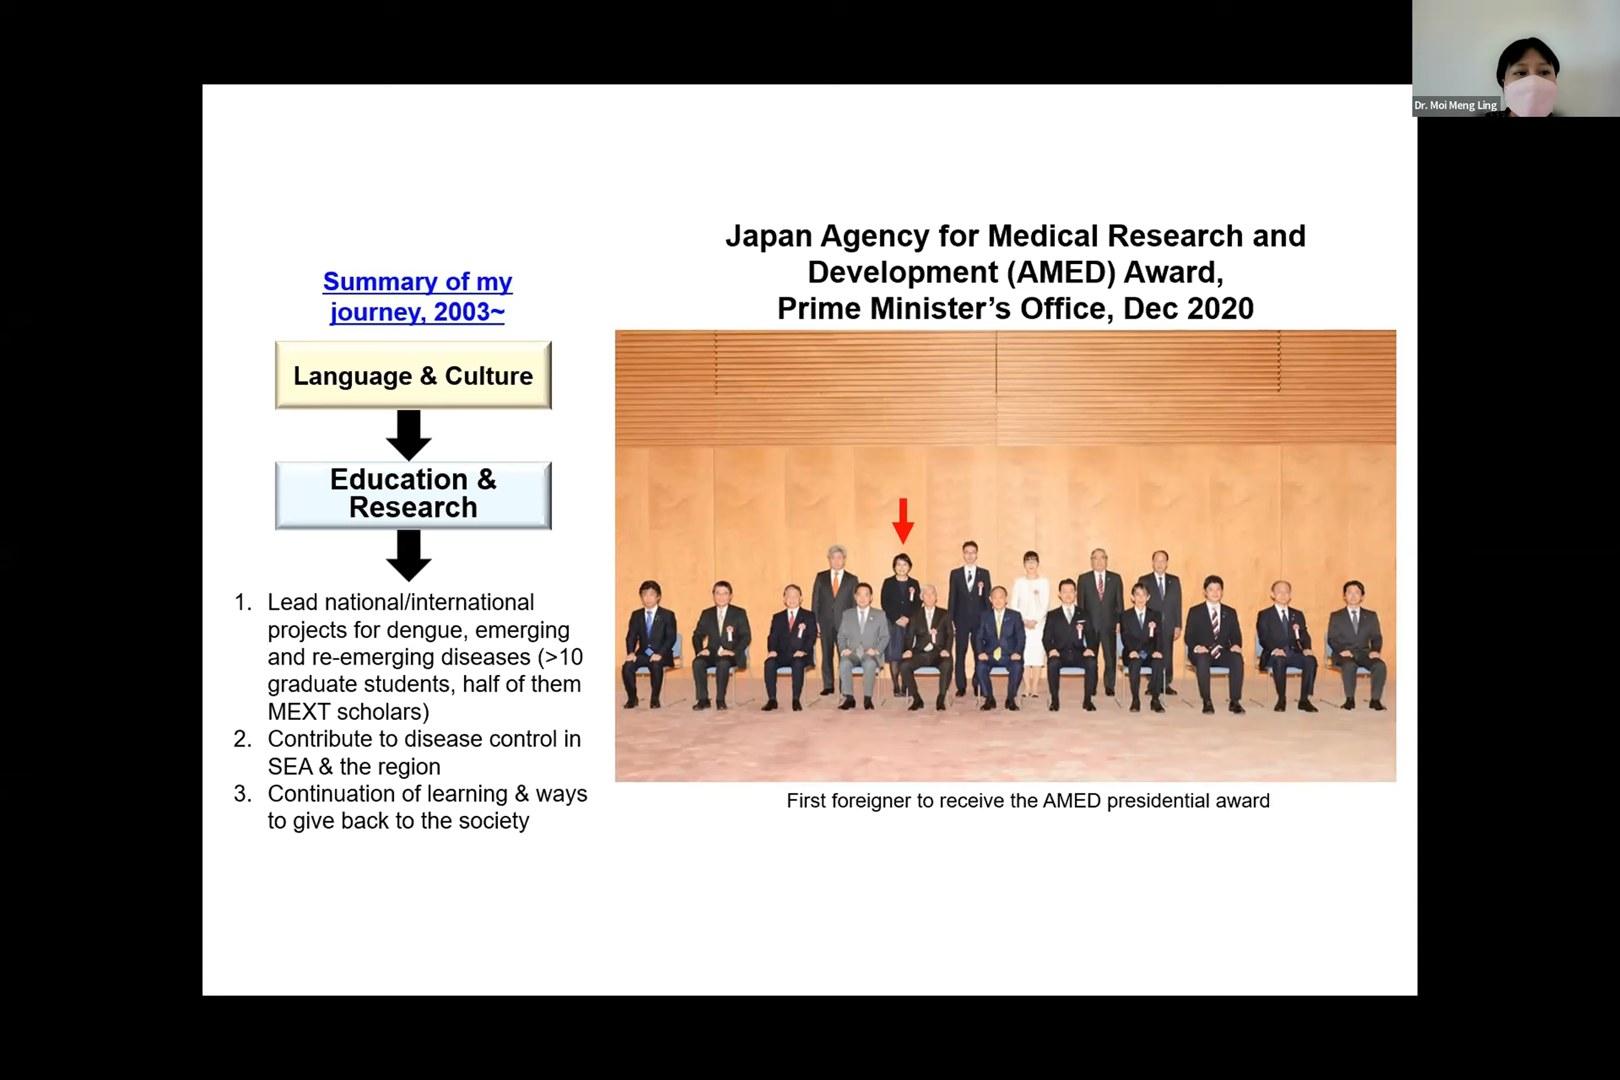 Dr. Moi Meng Ling
Summary of my
journey, 2003~
Language & Culture
Education &
Research
1. Lead national/international
projects for dengue, emerging
and re-emerging diseases (>10
graduate students, half of them
MEXT scholars)
2. Contribute to disease control in
SEA & the region
3. Continuation of learning & ways
to give back to the society
Japan Agency for Medical Research and
Development (AMED) Award,
Prime Minister’s Office, Dec 2020
First foreigner to receive the AMED presidential award